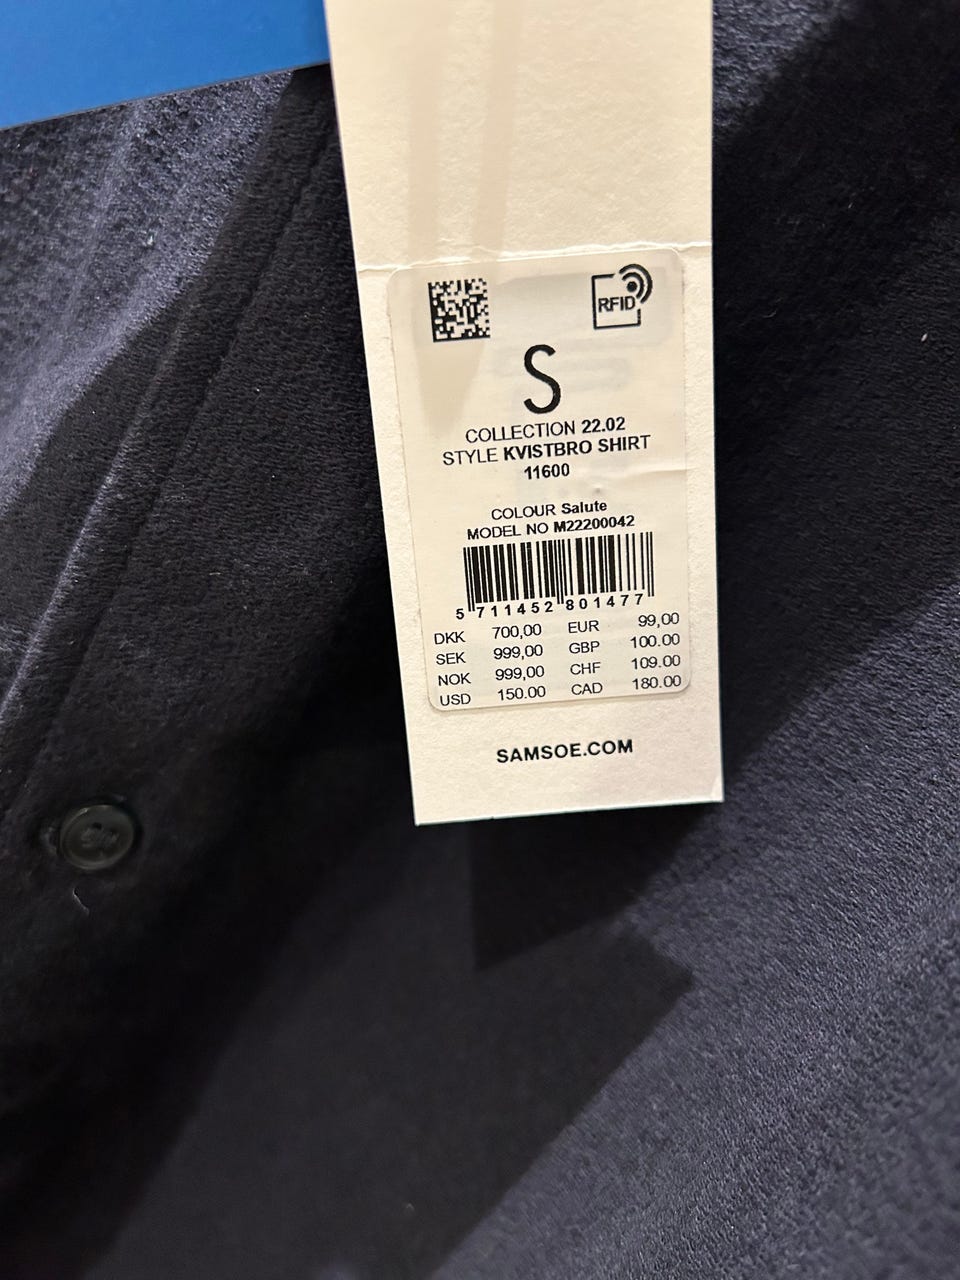 RFID
S
COLLECTION 22.02
STYLE KVISTBRO SHIRT
11600
COLOUR Salute
MODEL NO M22200042
5 711452 801477
DKK 700,00 EUR 99,00
SEK 999,00 GBP 100.00
NOK 999,00 CHF 109.00
USD 150.00 CAD 180.00
SAMSOE.COM